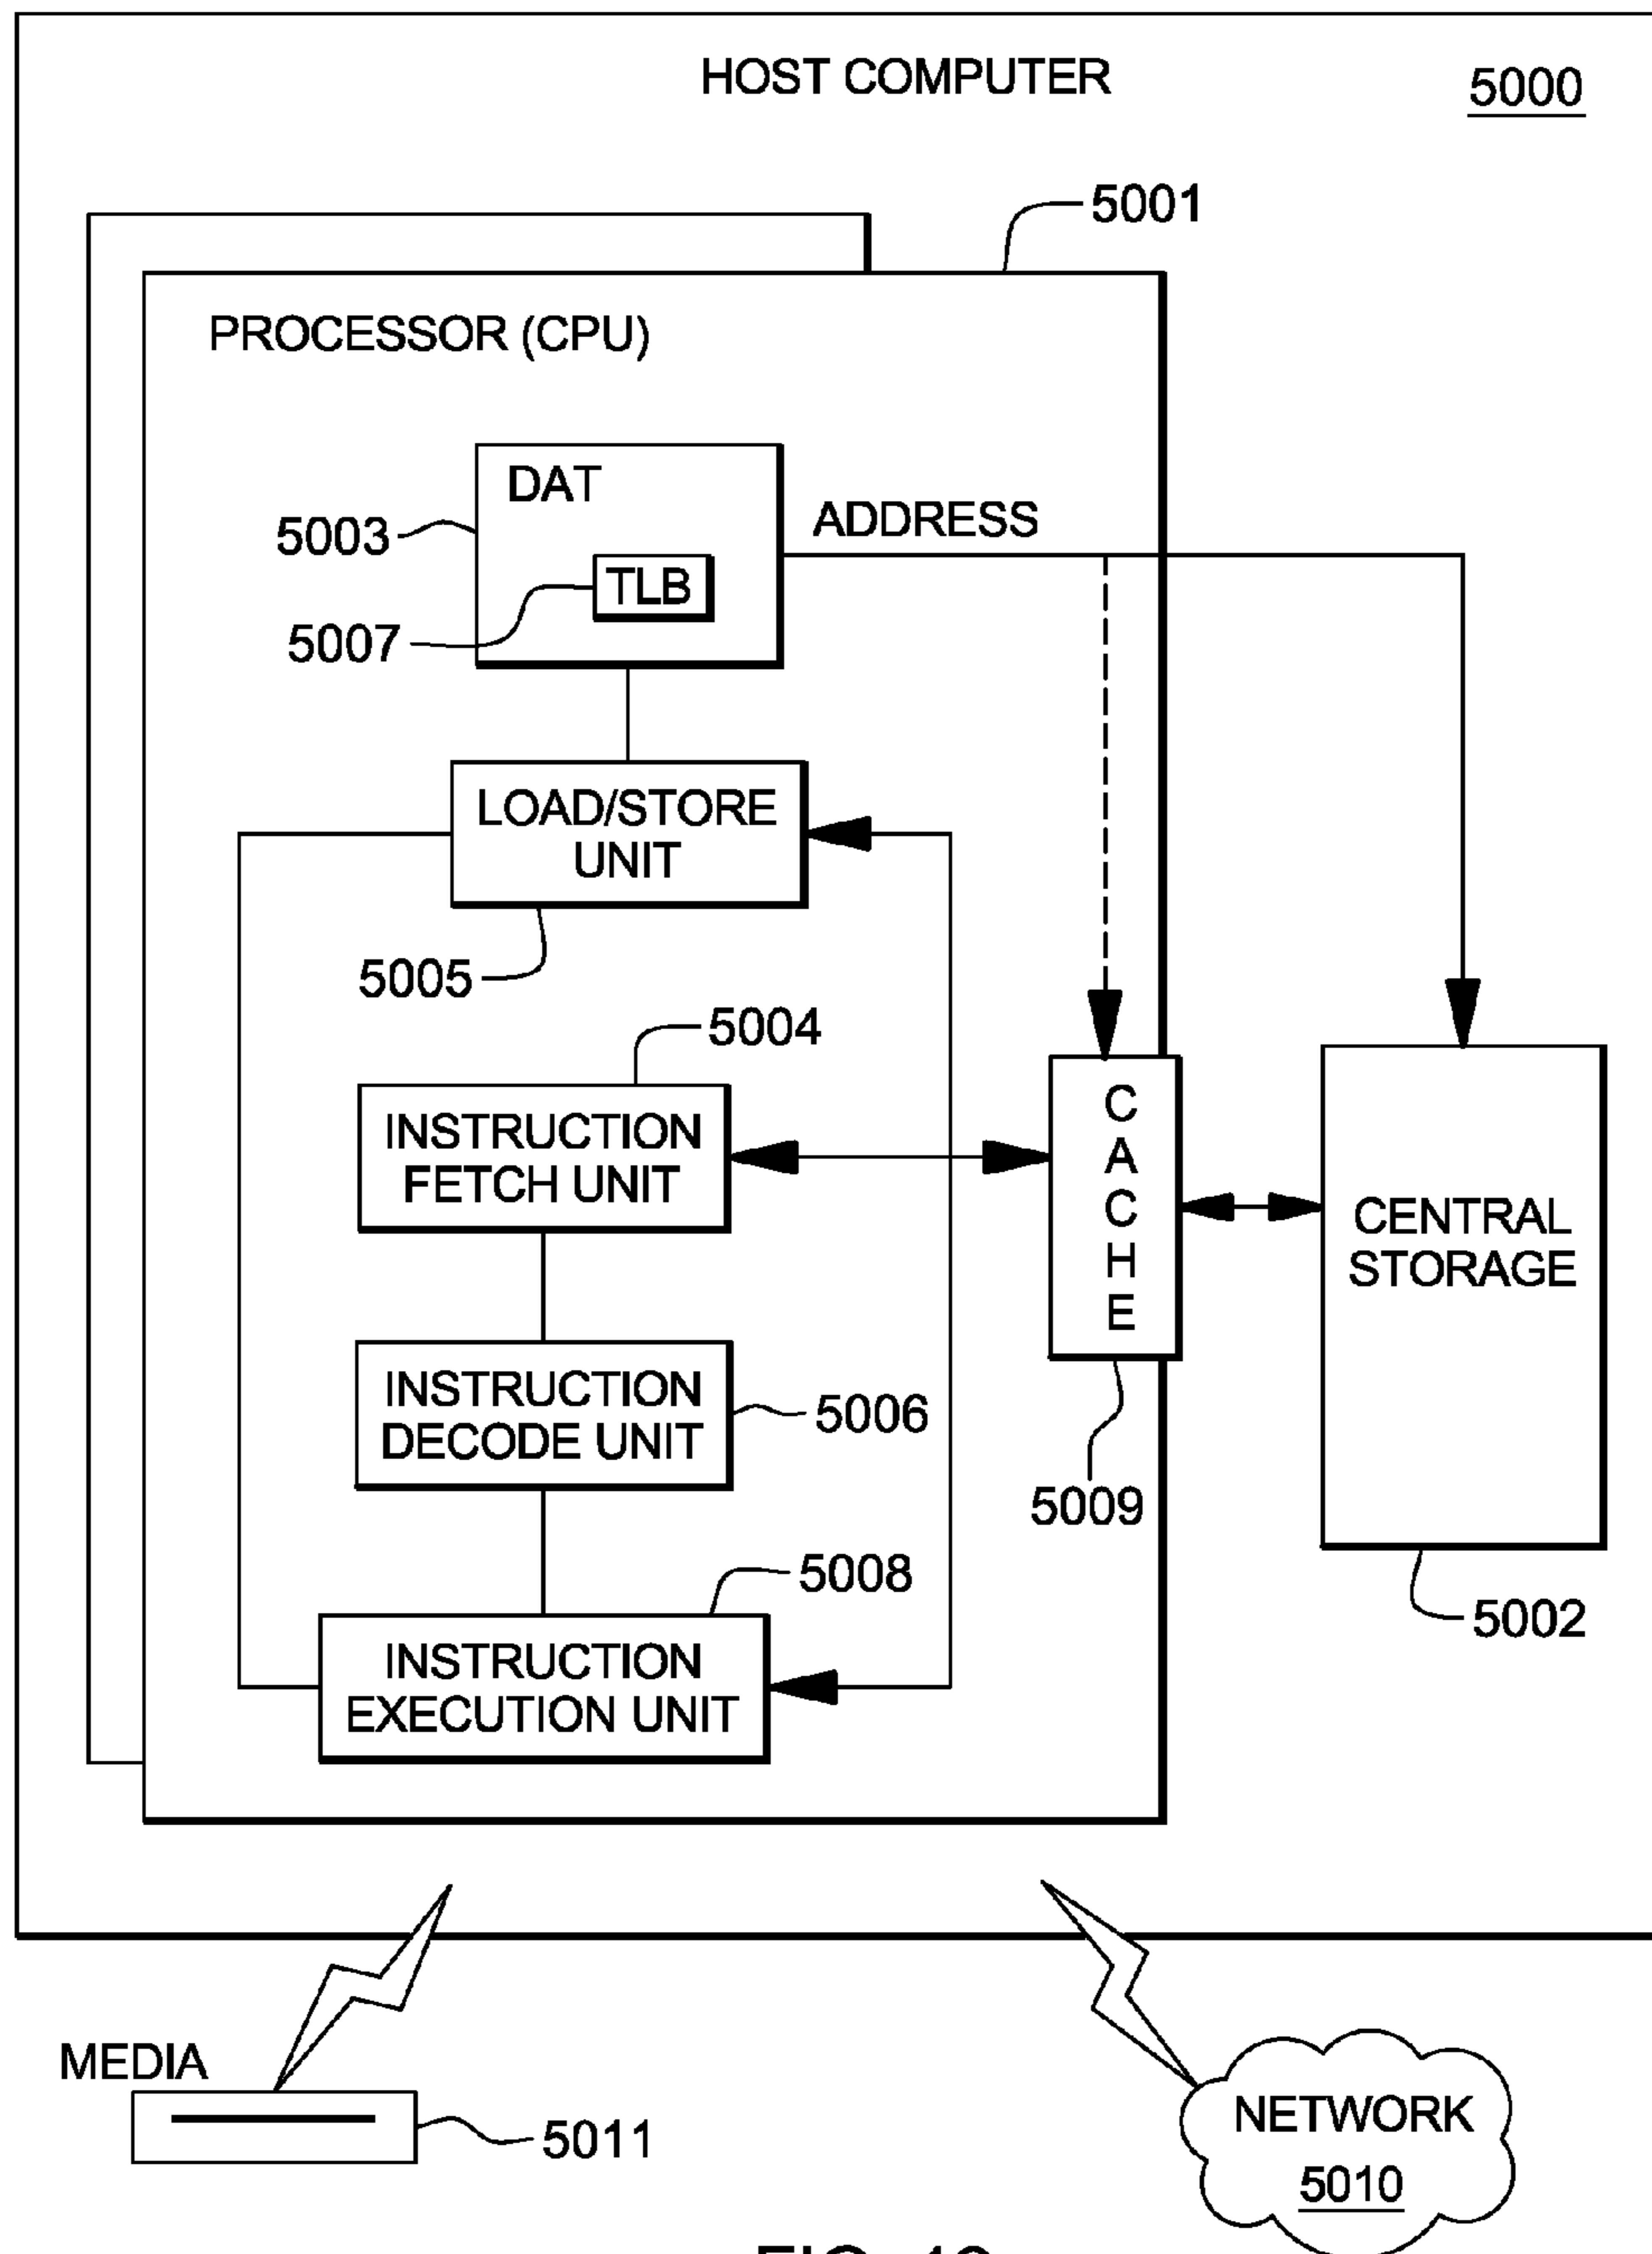 HOST COMPUTER
5000
5001
PROCESSOR (CPU)
DAT
ADDRESS
5003
TLB
5007
LOAD/STORE
UNIT
5005
5004
INSTRUCTION
FETCH UNIT
CACHE
CENTRAL
STORAGE
INSTRUCTION
DECODE UNIT
5006
5009
5008
5002
INSTRUCTION
EXECUTION UNIT
MEDIA
5011
NETWORK
5010